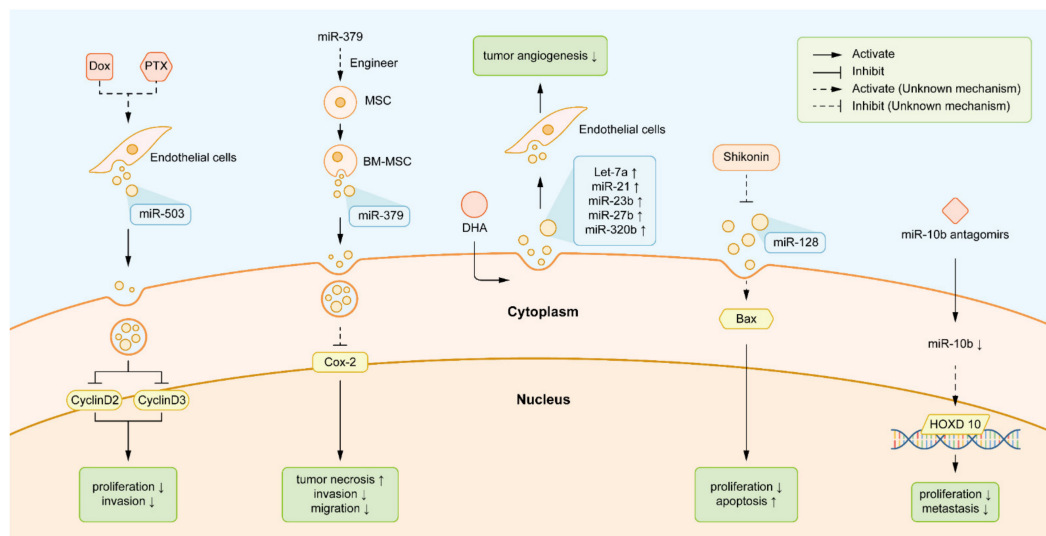 Dox
PTX
Endothelial cells
miR-503
CyclinD2
CyclinD3
proliferation ↓
invasion ↓
miR-379
Engineer
MSC
BM-MSC
miR-379
Cox-2
tumor necrosis ↑
invasion ↓
migration ↓
tumor angiogenesis ↓
Endothelial cells
Let-7a ↑
miR-21 ↑
miR-23b ↑
miR-27b ↑
miR-320b ↑
DHA
Cytoplasm
Nucleus
Shikonin
miR-128
Bax
proliferation ↓
apoptosis ↑
Activate
Inhibit
Activate (Unknown mechanism)
Inhibit (Unknown mechanism)
miR-10b antagomirs
miR-10b ↓
HOXD 10
proliferation ↓
metastasis ↓